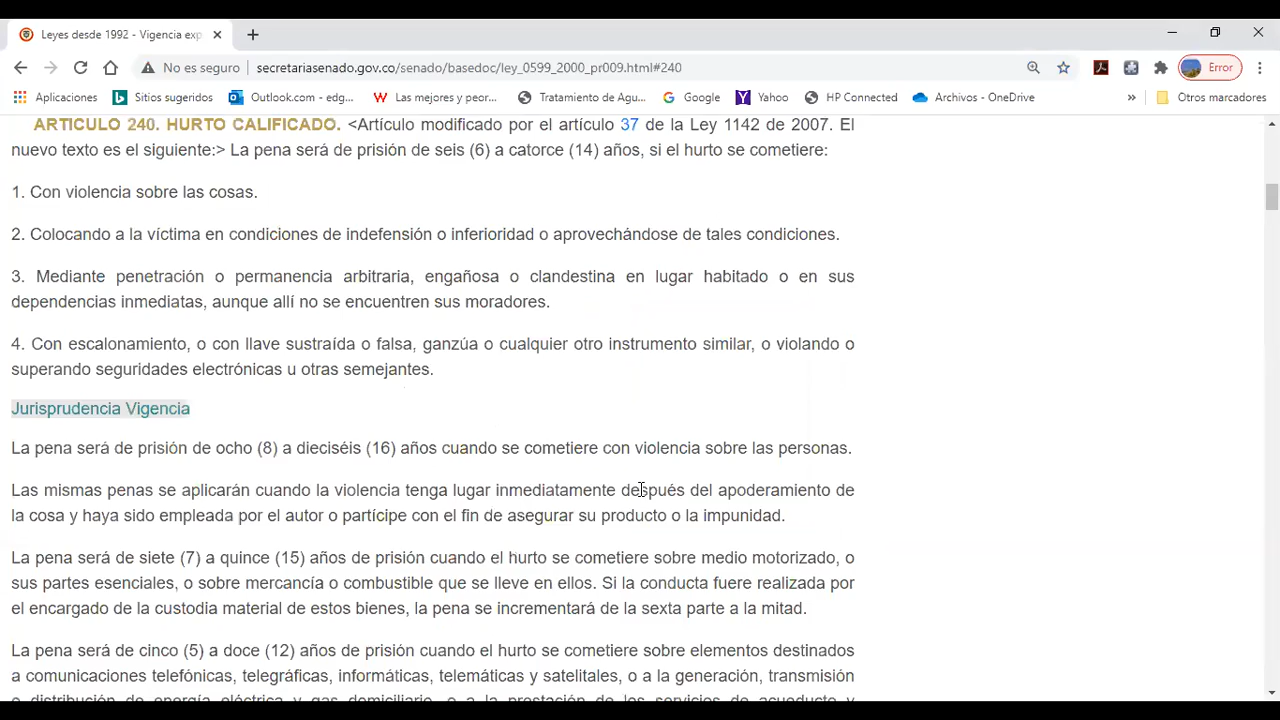 Leyes desde 1992 - Vigencia exp
No es seguro secretariasenado.gov.co/senado/basedoc/ley_0599_2000_pr009.html#240 Error
Aplicaciones Sitios sugeridos Outlook.com - edg... Las mejores y peor... Tratamiento de Agu... Google Yahoo HP Connected Archivos - OneDrive » Otros marcadores
ARTICULO 240. HURTO CALIFICADO. <Artículo modificado por el artículo 37 de la Ley 1142 de 2007. El
nuevo texto es el siguiente:> La pena será de prisión de seis (6) a catorce (14) años, si el hurto se cometiere:
1. Con violencia sobre las cosas.
2. Colocando a la víctima en condiciones de indefensión o inferioridad o aprovechándose de tales condiciones.
3. Mediante penetración o permanencia arbitraria, engañosa o clandestina en lugar habitado o en sus
dependencias inmediatas, aunque allí no se encuentren sus moradores.
4. Con escalonamiento, o con llave sustraída o falsa, ganzúa o cualquier otro instrumento similar, o violando o
superando seguridades electrónicas u otras semejantes.
Jurisprudencia Vigencia
La pena será de prisión de ocho (8) a dieciséis (16) años cuando se cometiere con violencia sobre las personas.
Las mismas penas se aplicarán cuando la violencia tenga lugar inmediatamente después del apoderamiento de
la cosa y haya sido empleada por el autor o partícipe con el fin de asegurar su producto o la impunidad.
La pena será de siete (7) a quince (15) años de prisión cuando el hurto se cometiere sobre medio motorizado, o
sus partes esenciales, o sobre mercancía o combustible que se lleve en ellos. Si la conducta fuere realizada por
el encargado de la custodia material de estos bienes, la pena se incrementará de la sexta parte a la mitad.
La pena será de cinco (5) a doce (12) años de prisión cuando el hurto se cometiere sobre elementos destinados
a comunicaciones telefónicas, telegráficas, informáticas, telemáticas y satelitales, o a la generación, transmisión
o distribución de energía eléctrica y gas domiciliario, o a la prestación de los servicios de acueducto y